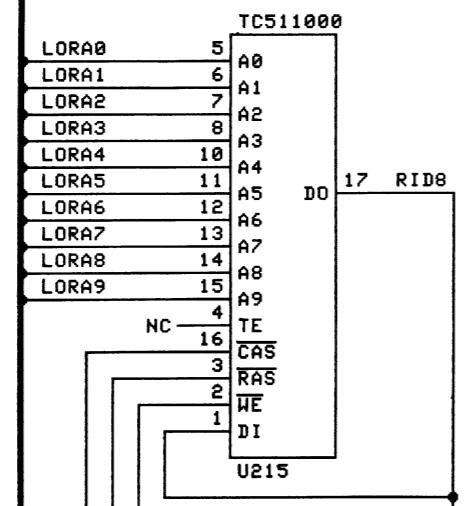 TC511000
LORA0 5 A0
LORA1 6 A1
LORA2 7 A2
LORA3 8 A3
LORA4 10 A4
LORA5 11 A5 DO 17 RID8
LORA6 12 A6
LORA7 13 A7
LORA8 14 A8
LORA9 15 A9
NC 4 TE
16 CAS
3 RAS
2 WE
1 DI
U215